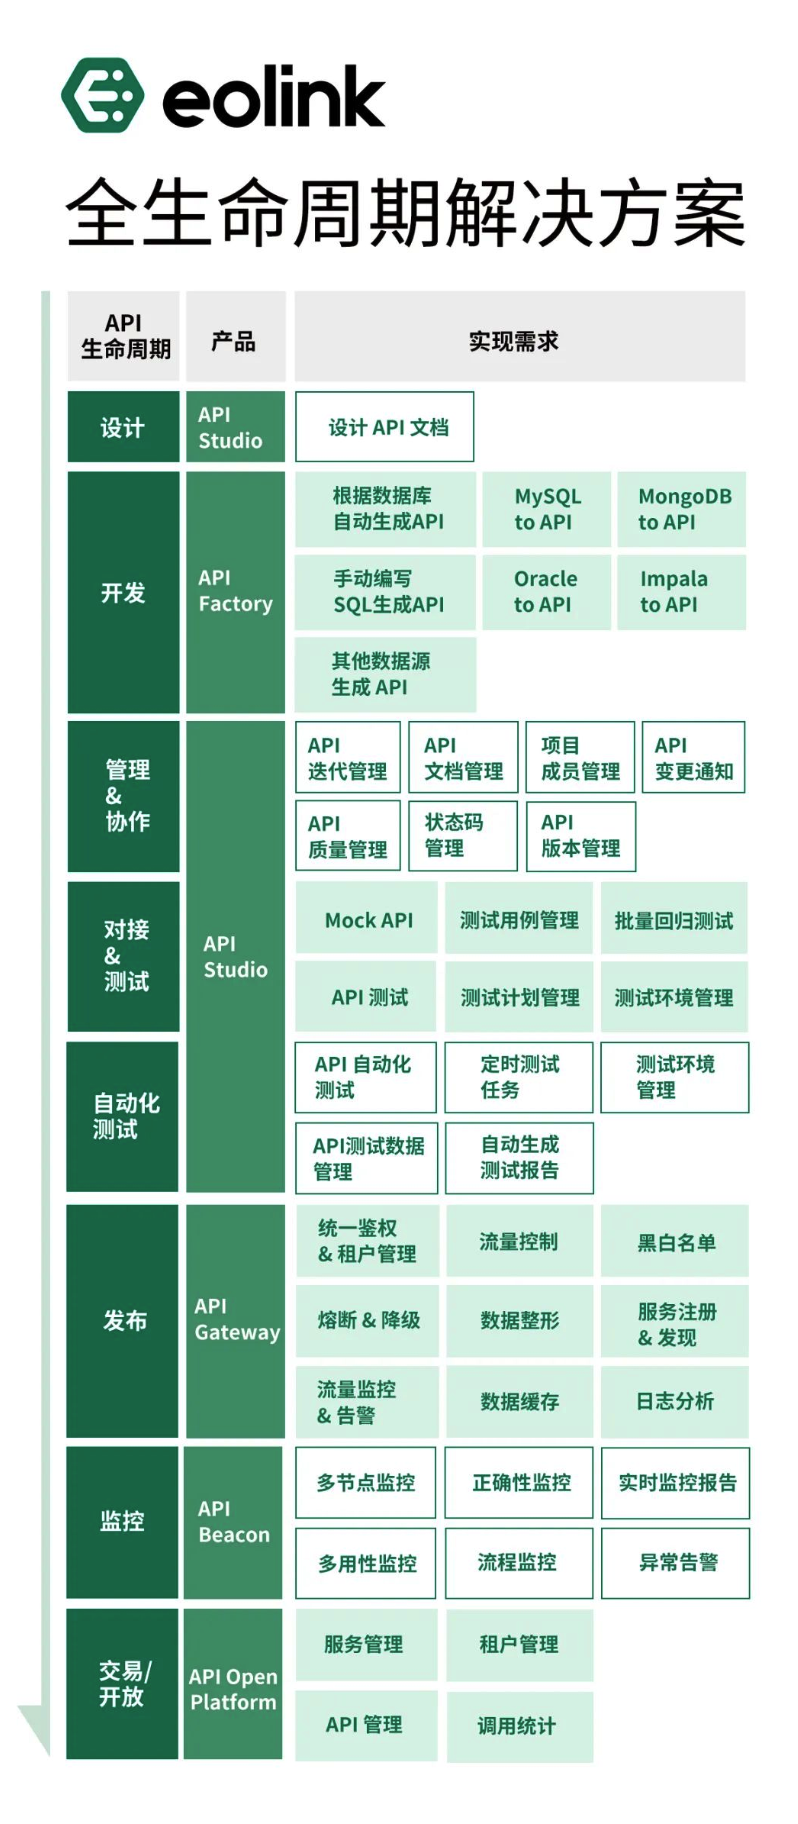 eolink
全生命周期解决方案
API
生命周期
产品
实现需求
设计
API
Studio
设计 API 文档
开发
API
Factory
根据数据库
自动生成API
MySQL
to API
MongoDB
to API
手动编写
SQL生成API
Oracle
to API
Impala
to API
其他数据源
生成 API
管理
&
协作
API
Studio
API
迭代管理
API
文档管理
项目
成员管理
API
变更通知
API
质量管理
状态码
管理
API
版本管理
对接
&
测试
Mock API
测试用例管理
批量回归测试
API 测试
测试计划管理
测试环境管理
自动化
测试
API 自动化
测试
定时测试
任务
测试环境
管理
API测试数据
管理
自动生成
测试报告
发布
API
Gateway
统一鉴权
& 租户管理
流量控制
黑白名单
熔断 & 降级
数据整形
服务注册
& 发现
流量监控
& 告警
数据缓存
日志分析
监控
API
Beacon
多节点监控
正确性监控
实时监控报告
多用性监控
流程监控
异常告警
交易/
开放
API Open
Platform
服务管理
租户管理
API 管理
调用统计